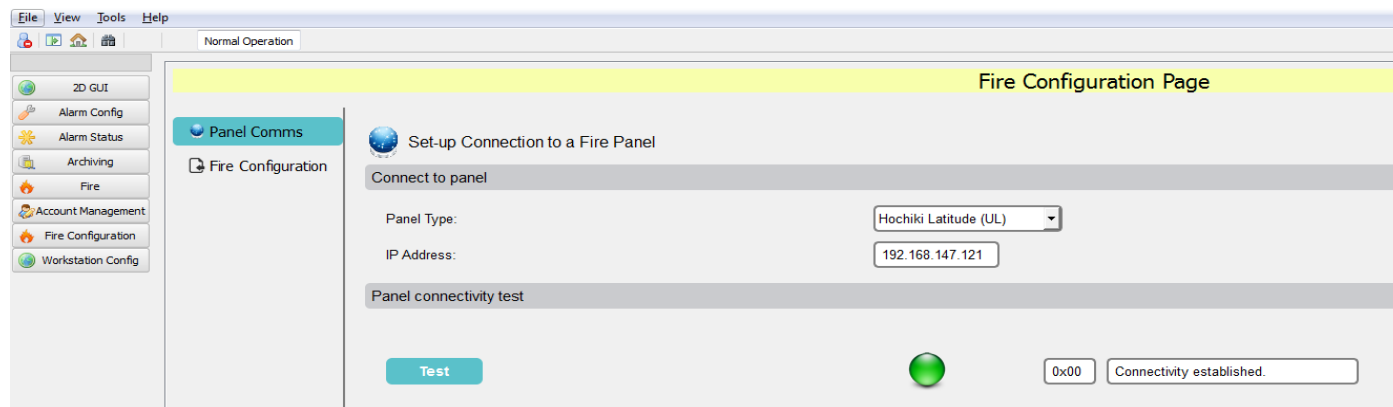 File View Tools Help
Normal Operation
2D GUI
Alarm Config
Alarm Status
Archiving
Fire
Account Management
Fire Configuration
Workstation Config
Fire Configuration Page
Panel Comms
Fire Configuration
Set-up Connection to a Fire Panel
Connect to panel
Panel Type: Hochiki Latitude (UL)
IP Address: 192.168.147.121
Panel connectivity test
Test 0x00 Connectivity established.